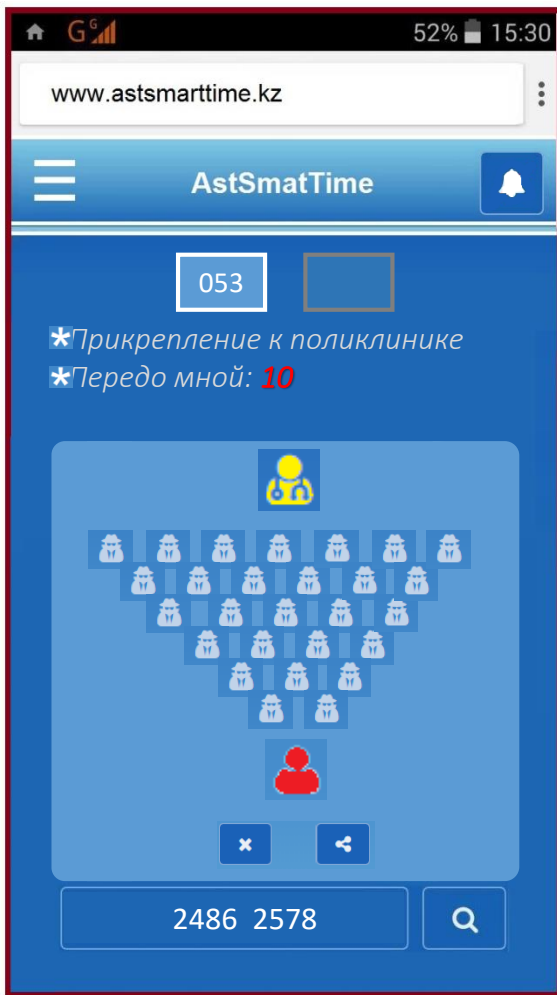 G G 52% 15:30
www.astsmarttime.kz
AstSmatTime
053
*Прикрепление к поликлинике
*Передо мной: 10
2486 2578